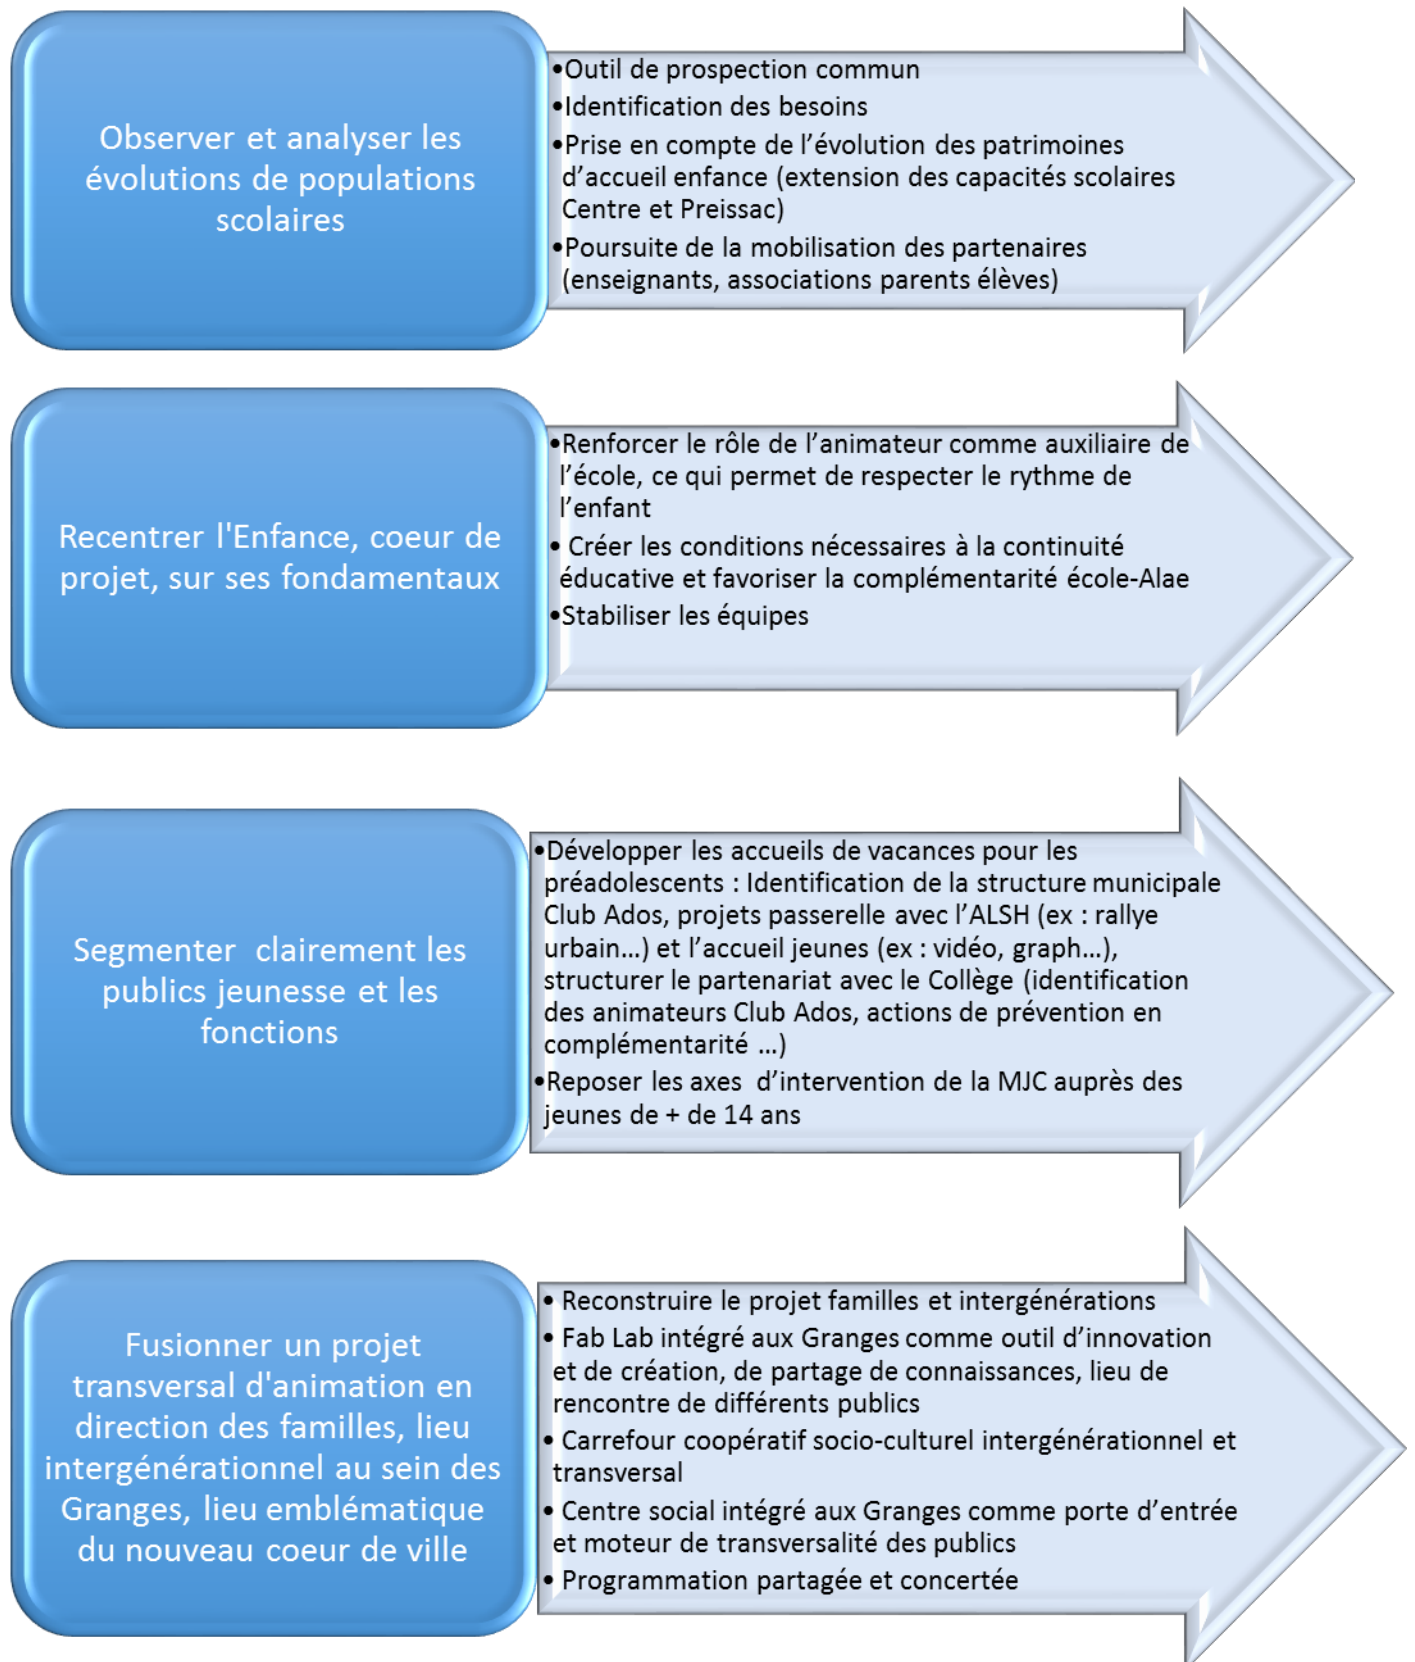 Observer et analyser les
évolutions de populations
scolaires
•Outil de prospection commun
•Identification des besoins
•Prise en compte de l’évolution des patrimoines
d’accueil enfance (extension des capacités scolaires
Centre et Preissac)
•Poursuite de la mobilisation des partenaires
(enseignants, associations parents élèves)
Recentrer l'Enfance, coeur de
projet, sur ses fondamentaux
•Renforcer le rôle de l’animateur comme auxiliaire de
l’école, ce qui permet de respecter le rythme de
l’enfant
• Créer les conditions nécessaires à la continuité
éducative et favoriser la complémentarité école-Alae
•Stabiliser les équipes
Segmenter clairement les
publics jeunesse et les
fonctions
•Développer les accueils de vacances pour les
préadolescents : Identification de la structure municipale
Club Ados, projets passerelle avec l’ALSH (ex : rallye
urbain…) et l’accueil jeunes (ex : vidéo, graph…),
structurer le partenariat avec le Collège (identification
des animateurs Club Ados, actions de prévention en
complémentarité …)
•Reposer les axes d’intervention de la MJC auprès des
jeunes de + de 14 ans
Fusionner un projet
transversal d'animation en
direction des familles, lieu
intergénérationnel au sein des
Granges, lieu emblématique
du nouveau coeur de ville
• Reconstruire le projet familles et intergénérations
• Fab Lab intégré aux Granges comme outil d’innovation
et de création, de partage de connaissances, lieu de
rencontre de différents publics
• Carrefour coopératif socio-culturel intergénérationnel et
transversal
• Centre social intégré aux Granges comme porte d’entrée
et moteur de transversalité des publics
• Programmation partagée et concertée